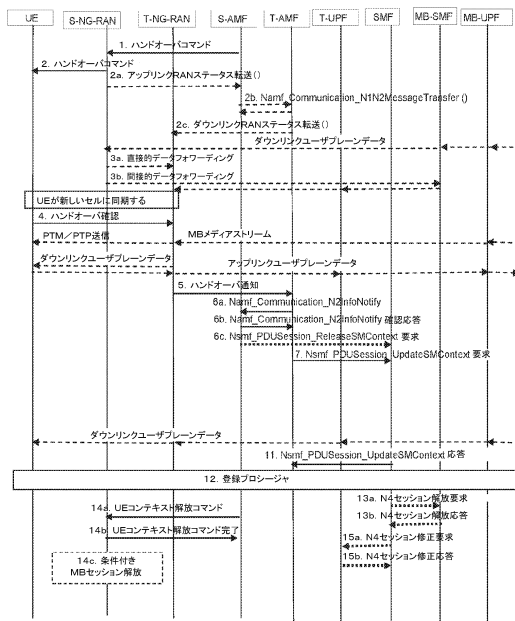 UE S-NG-RAN T-NG-RAN S-AMF T-AMF T-UPF SMF MB-SMF MB-UPF
1. ハンドオーバコマンド
2. ハンドオーバコマンド
2a. アップリンクRANステータス転送()
2b. Namf_Communication_N1N2MessageTransfer()
2c. ダウンリンクRANステータス転送()
ダウンリンクユーザプレーンデータ
3a. 直接的データフォワーディング
3b. 間接的データフォワーディング
UEが新しいセルに同期する
4. ハンドオーバ確認
PTM/PTP送信 MBメディアストリーム
ダウンリンクユーザプレーンデータ
アップリンクユーザプレーンデータ
5. ハンドオーバ通知
6a. Namf_Communication_N2InfoNotify
6b. Namf_Communication_N2InfoNotify 確認応答
6c. Nsmf_PDUSession_ReleaseSMContext 要求
7. Nsmf_PDUSession_UpdateSMContext 要求
ダウンリンクユーザプレーンデータ
11. Nsmf_PDUSession_UpdateSMContext 応答
12. 登録プロシージャ
13a. N4セッション解放要求
14a. UEコンテキスト解放コマンド
13b. N4セッション解放応答
14b UEコンテキスト解放コマンド完了
15a. N4セッション修正要求
15b. N4セッション修正応答
14c. 条件付き
MBセッション解放